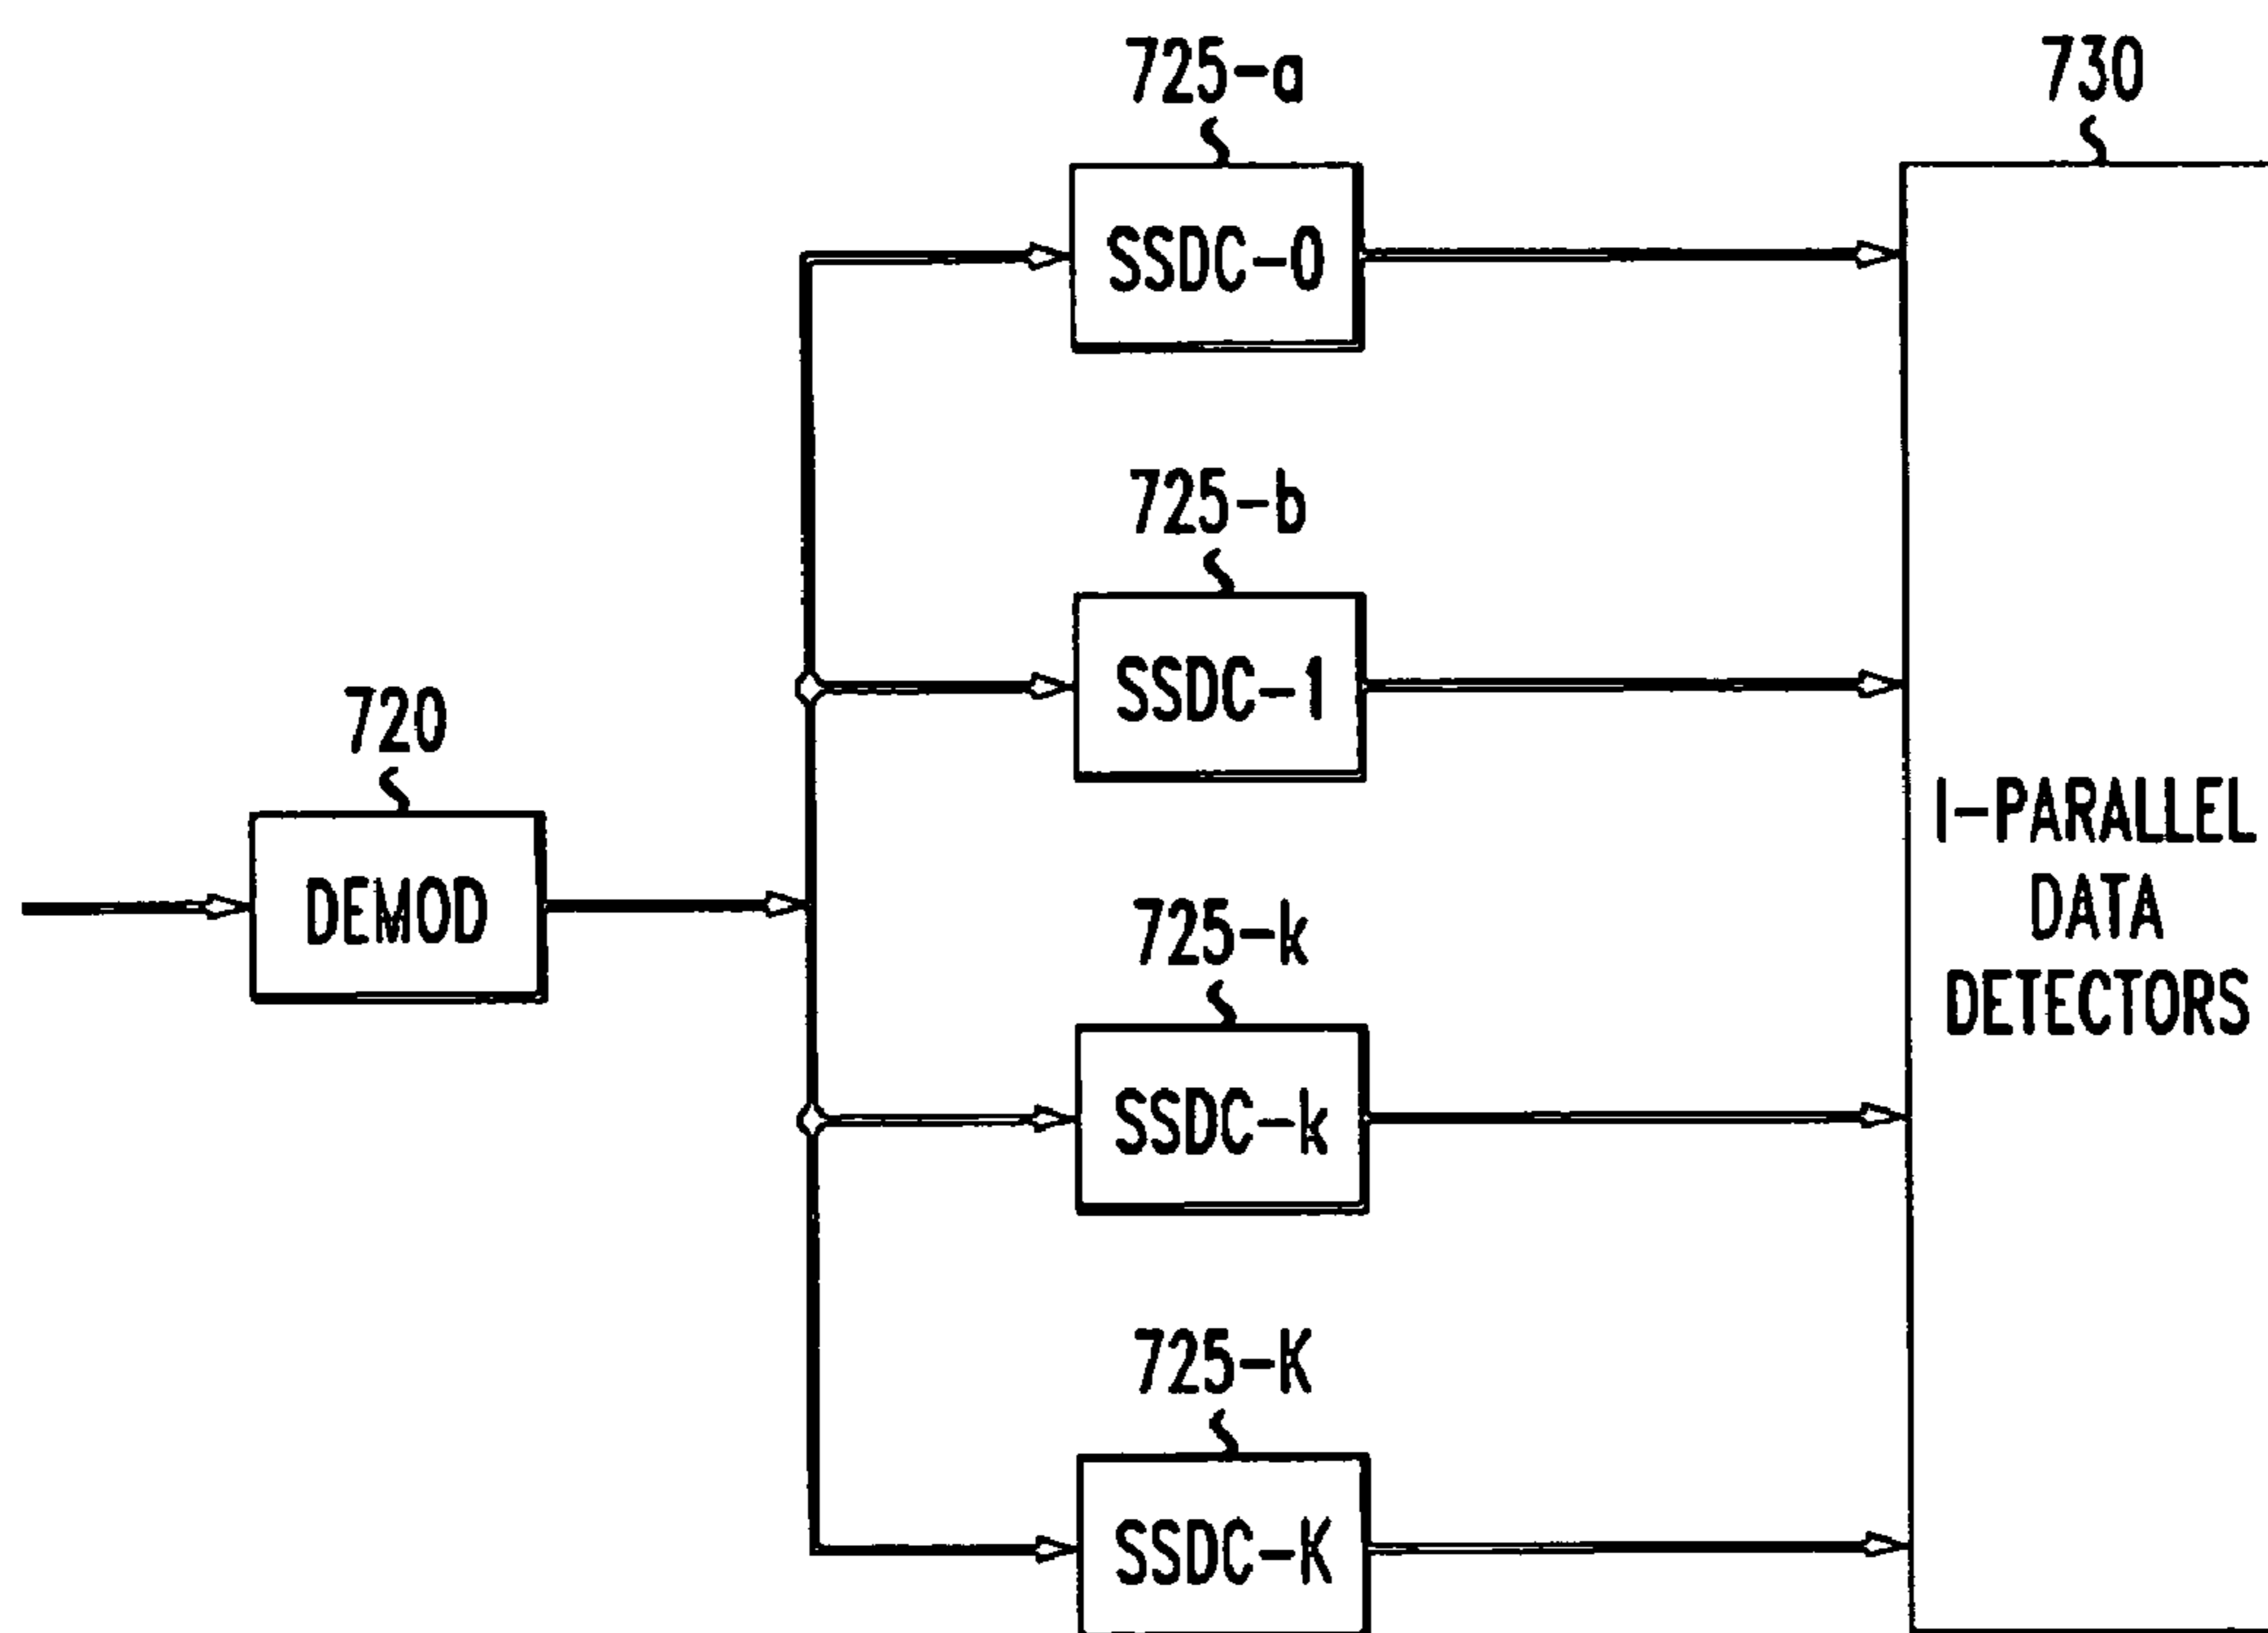 725-a
730
SSDC-0
725-b
SSDC-1
720
DEMOD
725-k
I-PARALLEL
DATA
DETECTORS
SSDC-k
725-K
SSDC-K